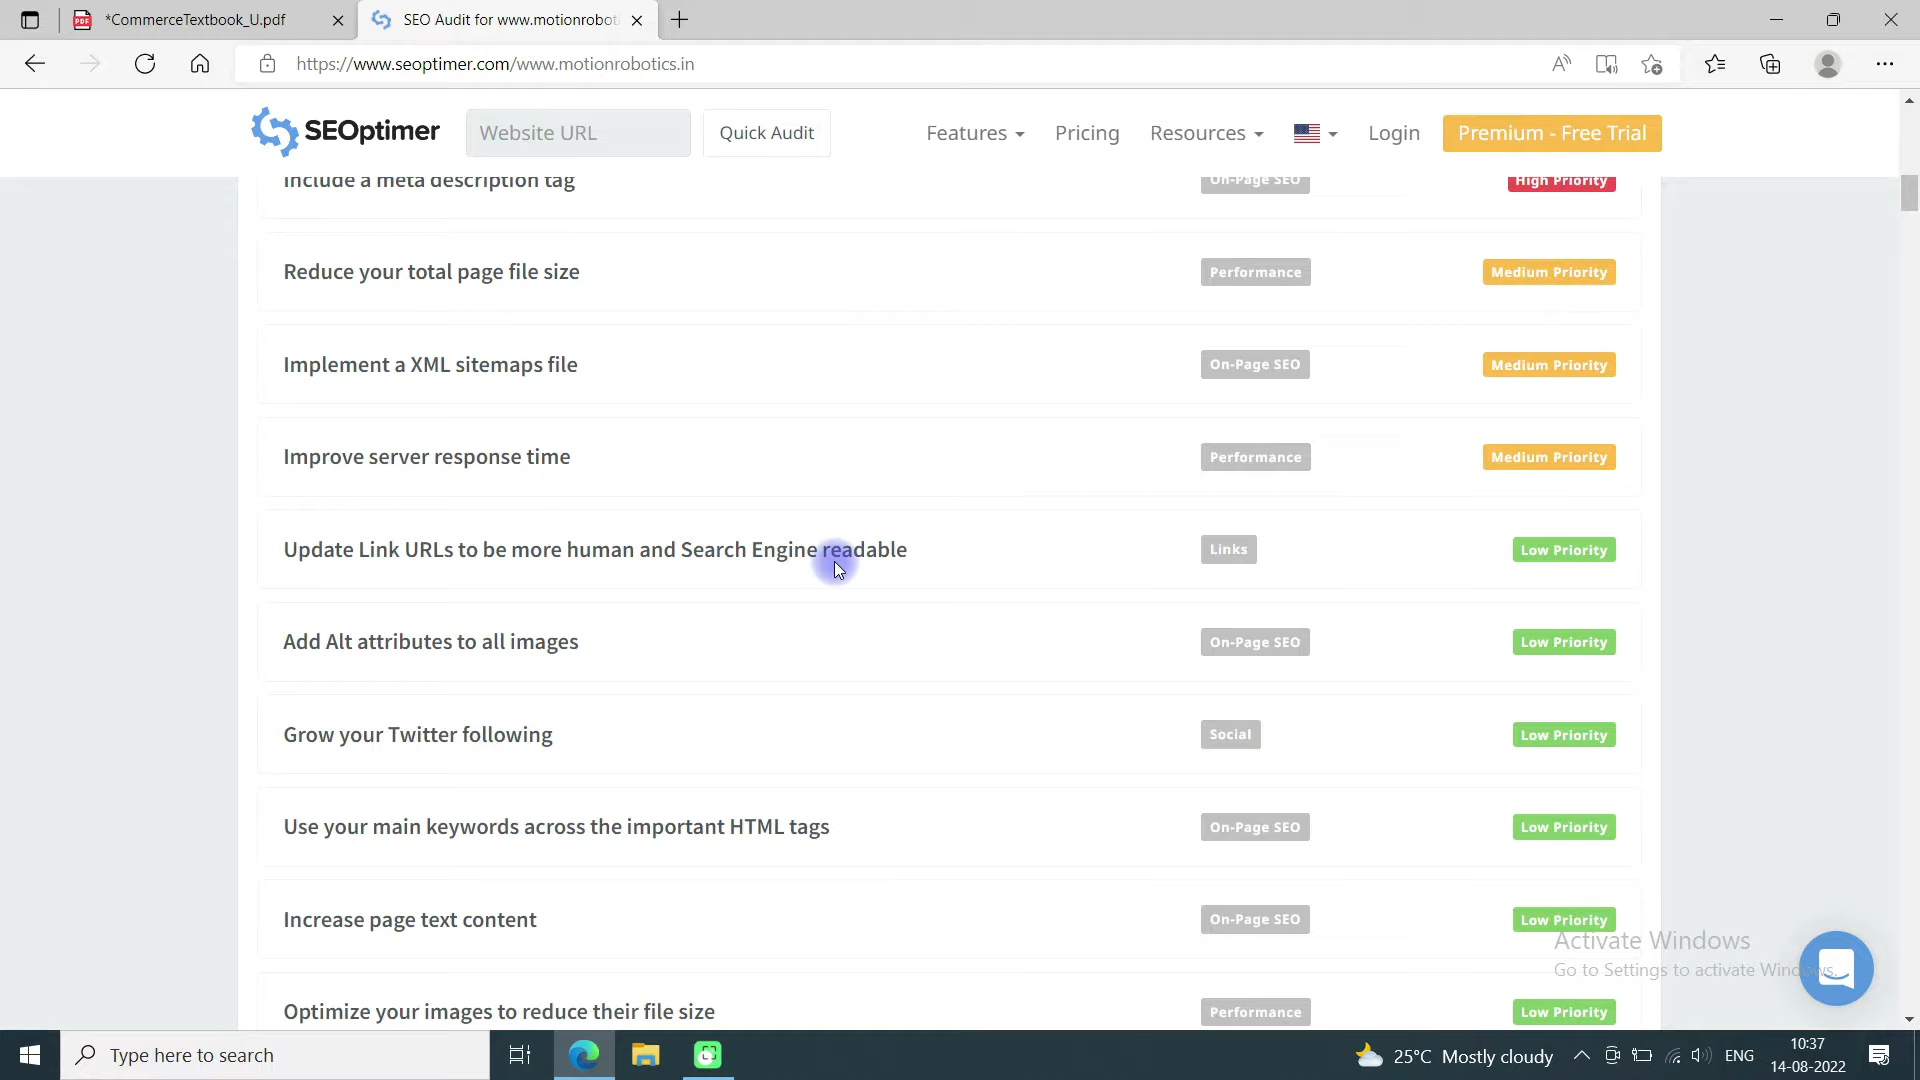 *CommerceTextbook_U.pdf
SEO Audit for www.motionrobot
https://www.seoptimer.com/www.motionrobotics.in
SEOptimer
Website URL
Quick Audit
Features
Pricing
Resources
Login
Premium - Free Trial
Include a meta description tag
On-Page SEO
High Priority
Reduce your total page file size
Performance
Medium Priority
Implement a XML sitemaps file
On-Page SEO
Medium Priority
Improve server response time
Performance
Medium Priority
Update Link URLs to be more human and Search Engine readable
Links
Low Priority
Add Alt attributes to all images
On-Page SEO
Low Priority
Grow your Twitter following
Social
Low Priority
Use your main keywords across the important HTML tags
On-Page SEO
Low Priority
Increase page text content
On-Page SEO
Low Priority
Activate Windows
Go to Settings to activate Windows.
Optimize your images to reduce their file size
Performance
Low Priority
Type here to search
25°C Mostly cloudy
ENG
10:37
14-08-2022